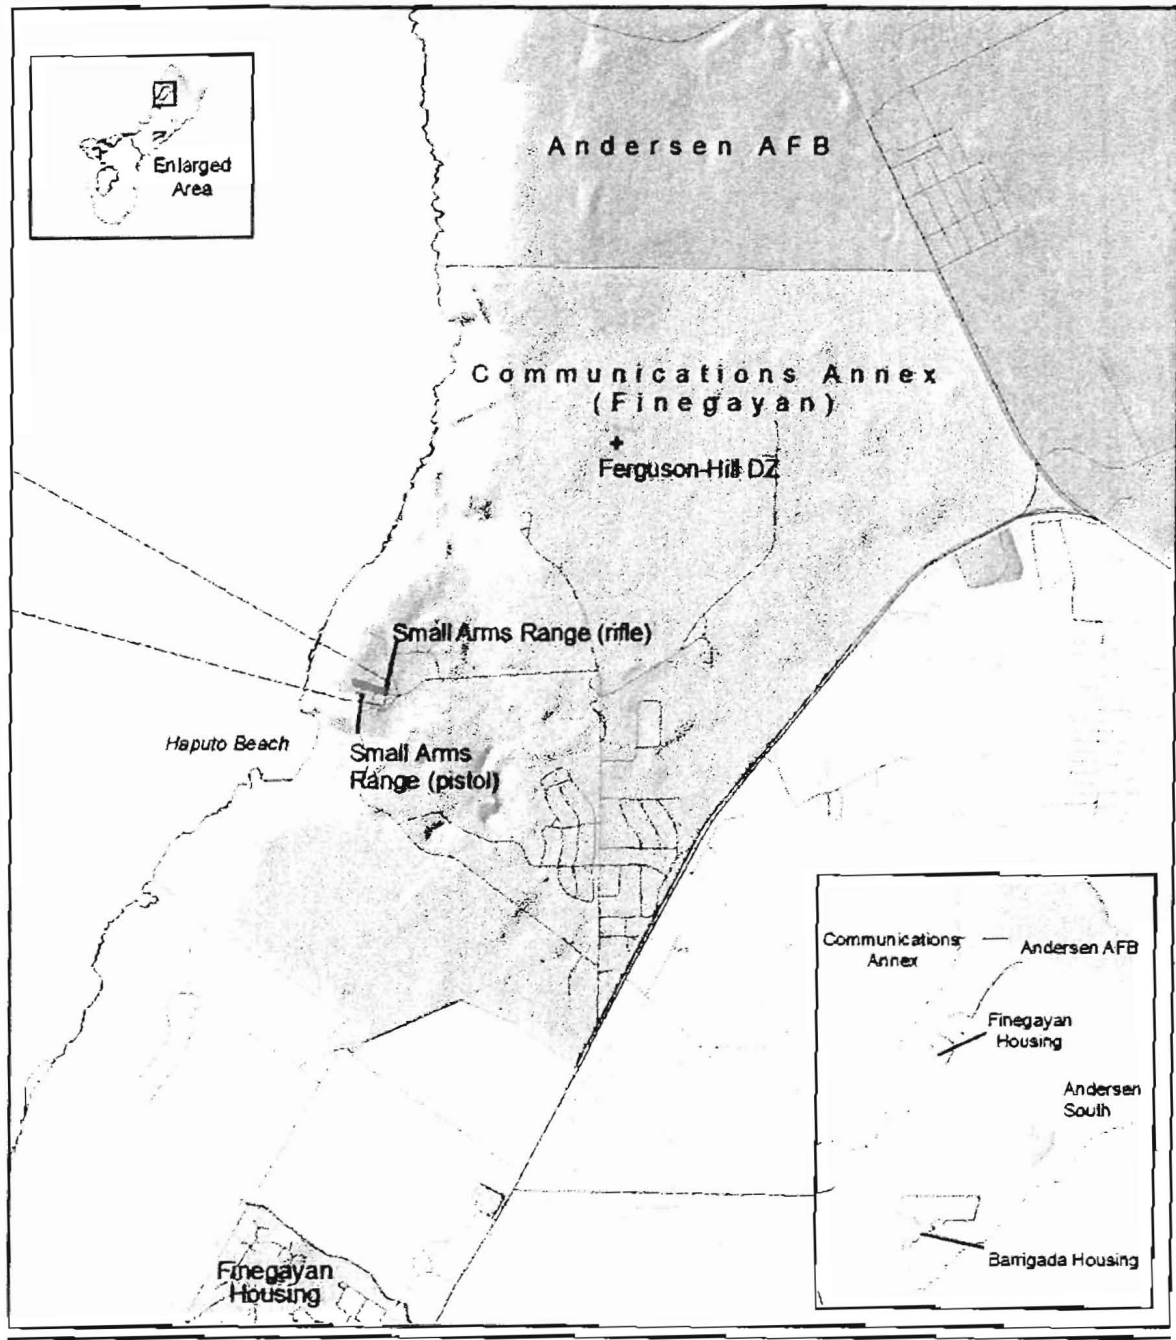 Enlarged
Area
Andersen AFB
Communications Annex
(Finegayan)
Ferguson-Hill DZ
Small Arms Range (rifle)
Haputo Beach
Small Arms
Range (pistol)
Communications
Annex
Andersen AFB
Finegayan
Housing
Andersen
South
Barrigada Housing
Finegayan
Housing